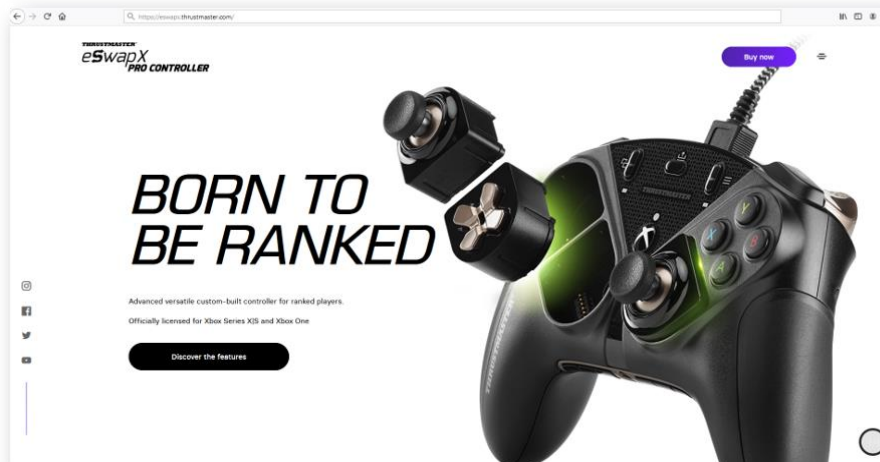 https://eswapx.thrustmaster.com/
THRUSTMASTER
eSwapX
PRO CONTROLLER
Buy now
BORN TO
BE RANKED
Advanced versatile custom-built controller for ranked players.
Officially licensed for Xbox Series X|S and Xbox One
Discover the features
THRUSTMASTER
Y
X
B
A
THRUSTMASTER